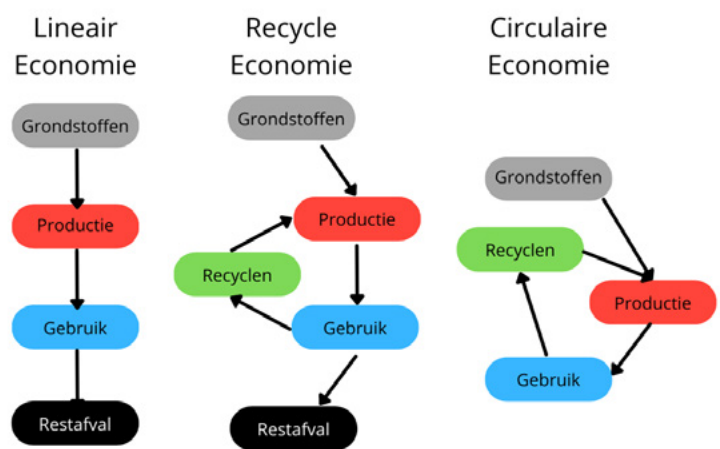 Lineair
Economie
Grondstoffen
Productie
Gebruik
Restafval
Recycle
Economie
Grondstoffen
Productie
Recyclen
Gebruik
Restafval
Circulaire
Economie
Grondstoffen
Recyclen
Productie
Gebruik